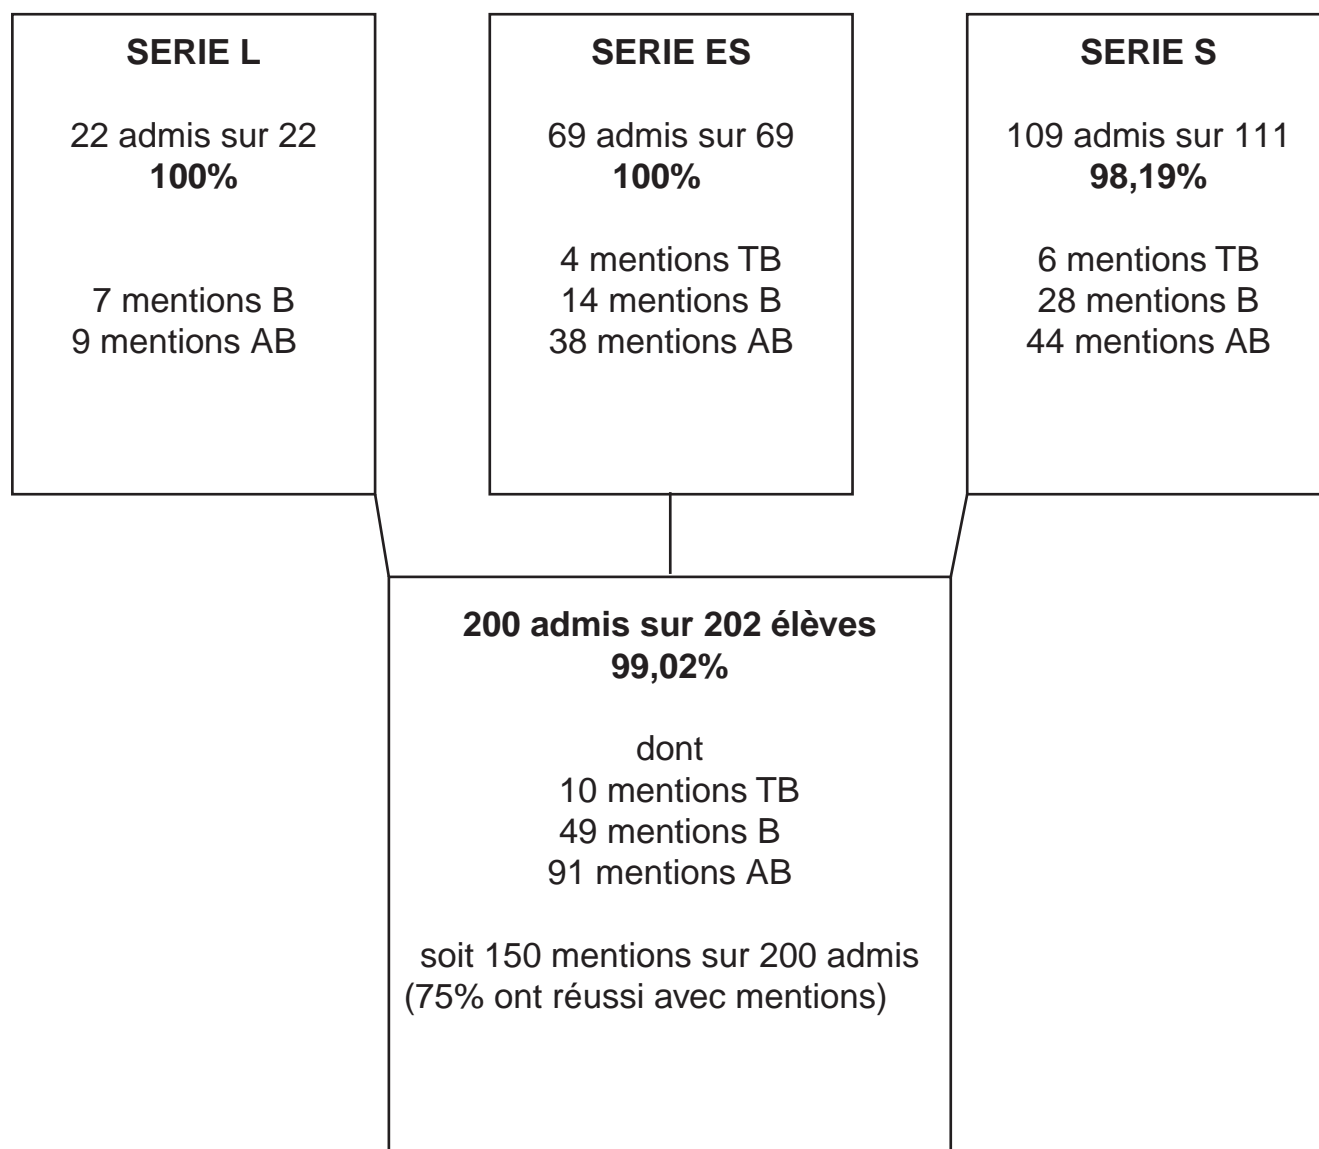 SERIE L
22 admis sur 22
100%
7 mentions B
9 mentions AB
SERIE ES
69 admis sur 69
100%
4 mentions TB
14 mentions B
38 mentions AB
SERIE S
109 admis sur 111
98,19%
6 mentions TB
28 mentions B
44 mentions AB
200 admis sur 202 élèves
99,02%
dont
10 mentions TB
49 mentions B
91 mentions AB
soit 150 mentions sur 200 admis
(75% ont réussi avec mentions)